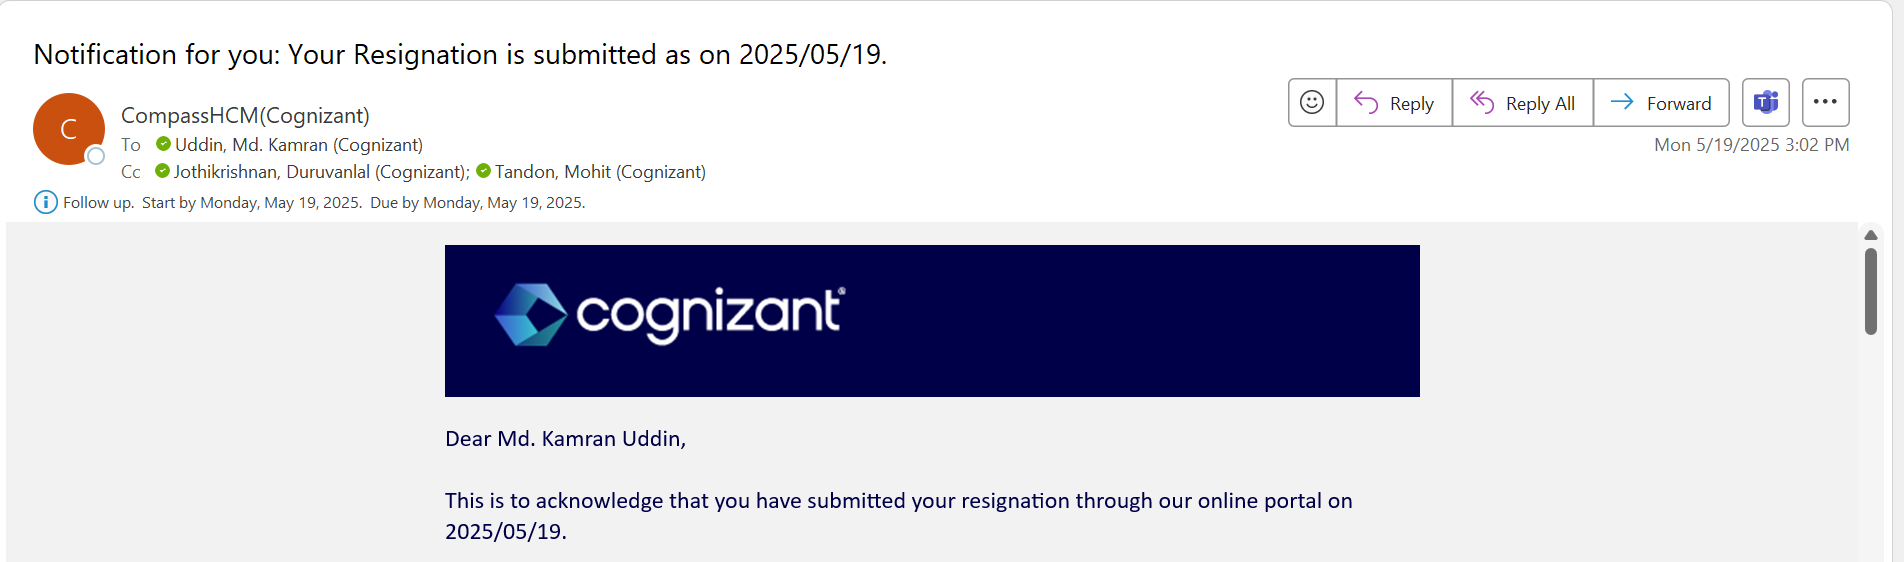 Notification for you: Your Resignation is submitted as on 2025/05/19.
C
CompassHCM(Cognizant)
Reply
Reply All
Forward
To Uddin, Md. Kamran (Cognizant)
Mon 5/19/2025 3:02 PM
Cc Jothikrishnan, Duruvanlal (Cognizant); Tandon, Mohit (Cognizant)
Follow up. Start by Monday, May 19, 2025. Due by Monday, May 19, 2025.
cognizant®
Dear Md. Kamran Uddin,
This is to acknowledge that you have submitted your resignation through our online portal on
2025/05/19.